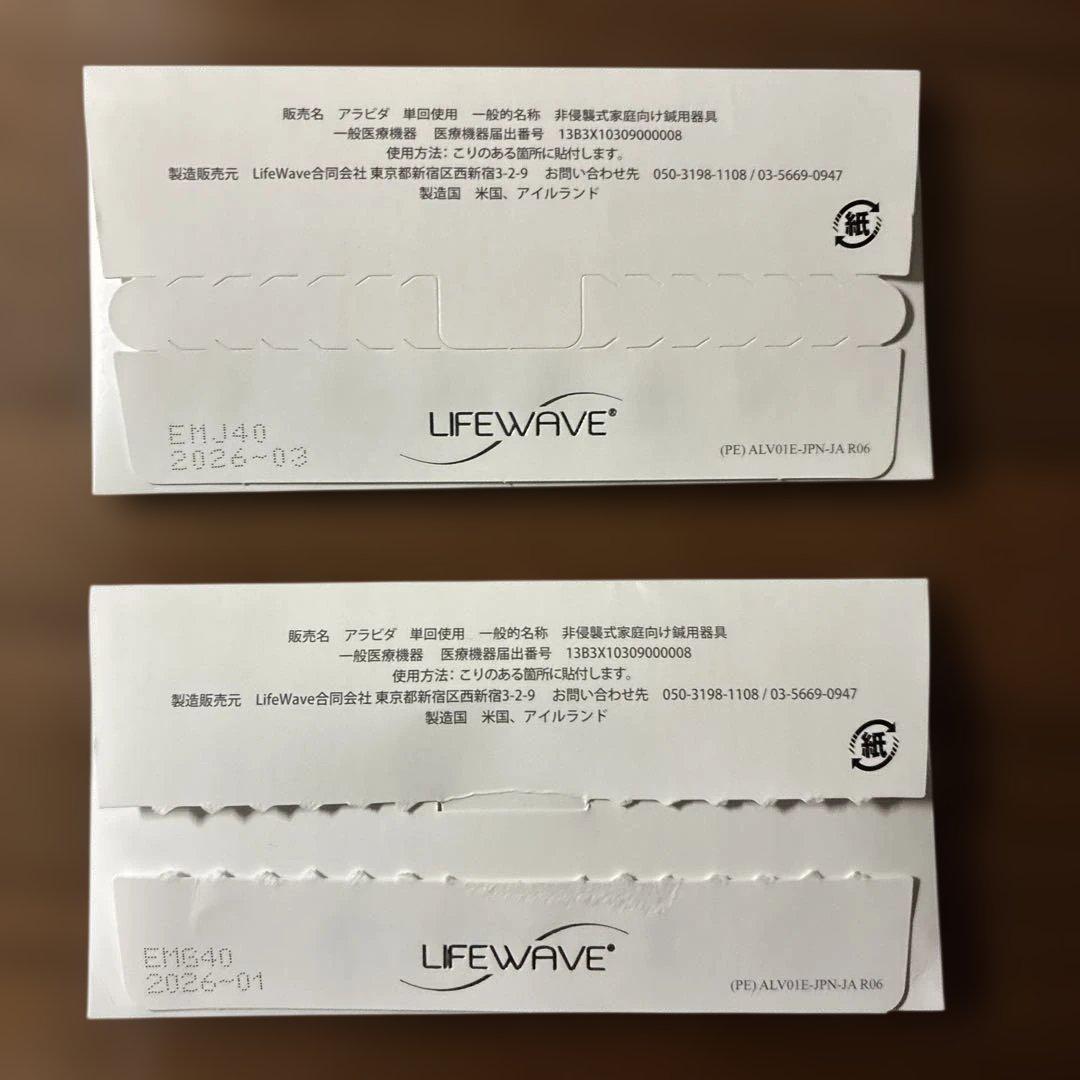 販売名 アラビダ 単回使用 一般的名称 非侵襲式家庭向け鍼用器具
一般医療機器 医療機器届出番号 13B3X10309000008
使用方法：こりのある箇所に貼付します。
製造販売元 LifeWave合同会社 東京都新宿区西新宿3-2-9 お問い合わせ先 050-3198-1108 / 03-5669-0947
製造国 米国、アイルランド
紙
LIFEWAVE®
EMJ40
2026-03
(PE) ALV01E-JPN-JA R06
販売名 アラビダ 単回使用 一般的名称 非侵襲式家庭向け鍼用器具
一般医療機器 医療機器届出番号 13B3X10309000008
使用方法：こりのある箇所に貼付します。
製造販売元 LifeWave合同会社 東京都新宿区西新宿3-2-9 お問い合わせ先 050-3198-1108 / 03-5669-0947
製造国 米国、アイルランド
紙
LIFEWAVE®
EMG40
2026-01
(PE) ALV01E-JPN-JA R06